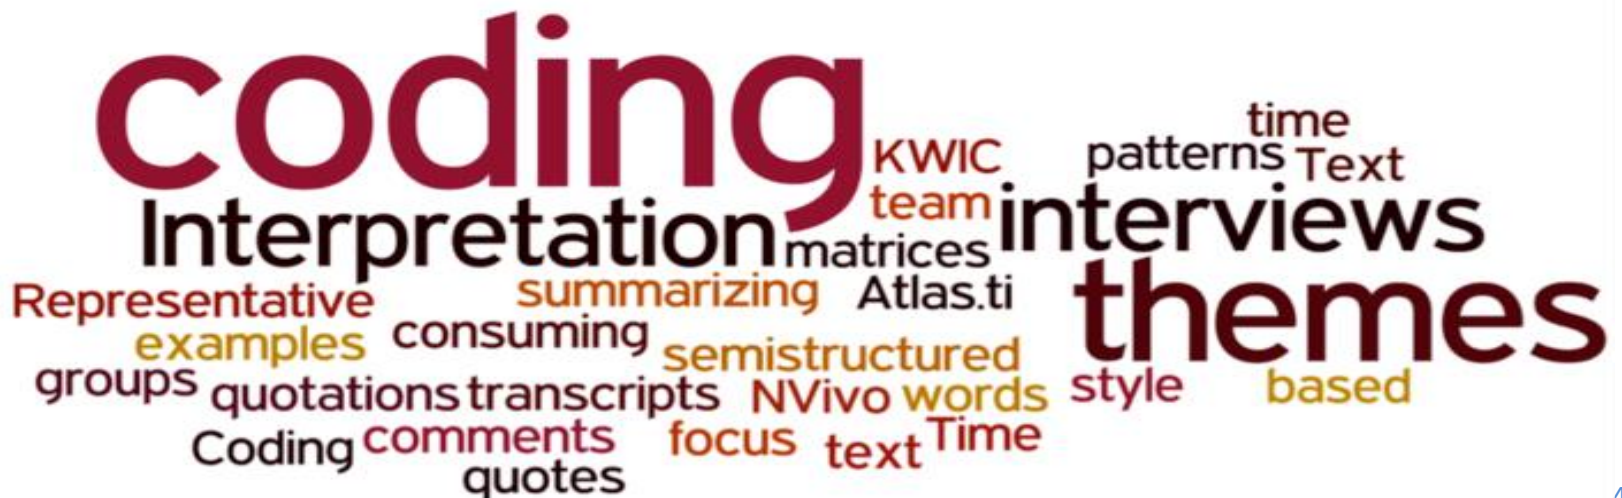 coding
time
KWIC patterns Text
team interviews
Interpretation matrices
Representative summarizing Atlas.ti themes
examples consuming semistructured
groups quotations transcripts NVivo words style based
Coding comments focus text Time
quotes